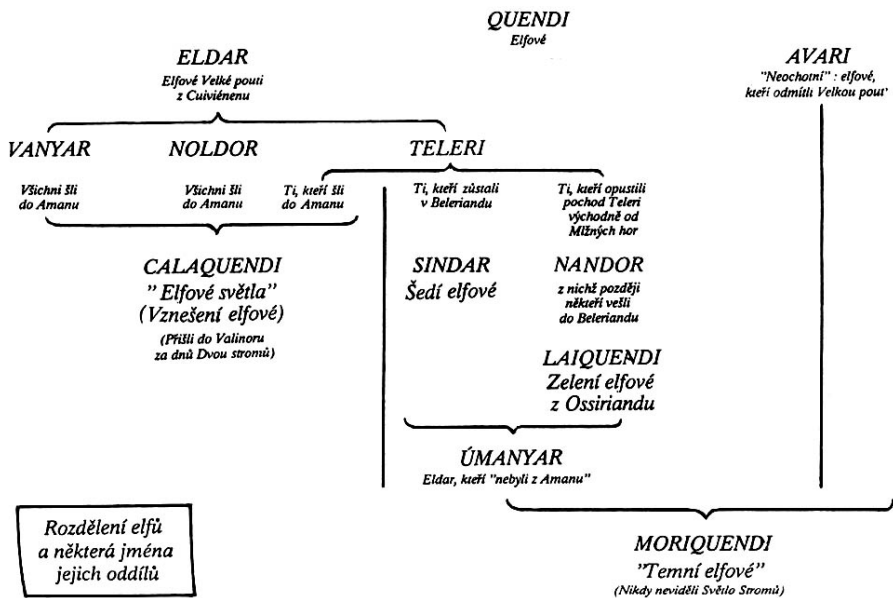 QUENDI
Elfové
ELDAR
Elfové Velké pouti
z Cuiviénenu
AVARI
"Neochotní" : elfové,
kteří odmítli Velkou pouť
VANYAR
NOLDOR
TELERI
Všichni šli
do Amanu
Všichni šli
do Amanu
Ti, kteří šli
do Amanu
Ti, kteří zůstali
v Beleriandu
Ti, kteří opustili
pochod Teleri
východně od
Mlžných hor
CALAQUENDI
"Elfové světla"
(Vznešení elfové)
(Přišli do Valinoru
za dnů Dvou stromů)
SINDAR
Šedí elfové
NANDOR
z nichž později
někteří vešli
do Beleriandu
LAIQUENDI
Zelení elfové
z Ossiriandu
ÚMANYAR
Eldar, kteří "nebyli z Amanu"
MORIQUENDI
"Temní elfové"
(Nikdy neviděli Světlo Stromů)
Rozdělení elfů
a některá jména
jejich oddílů